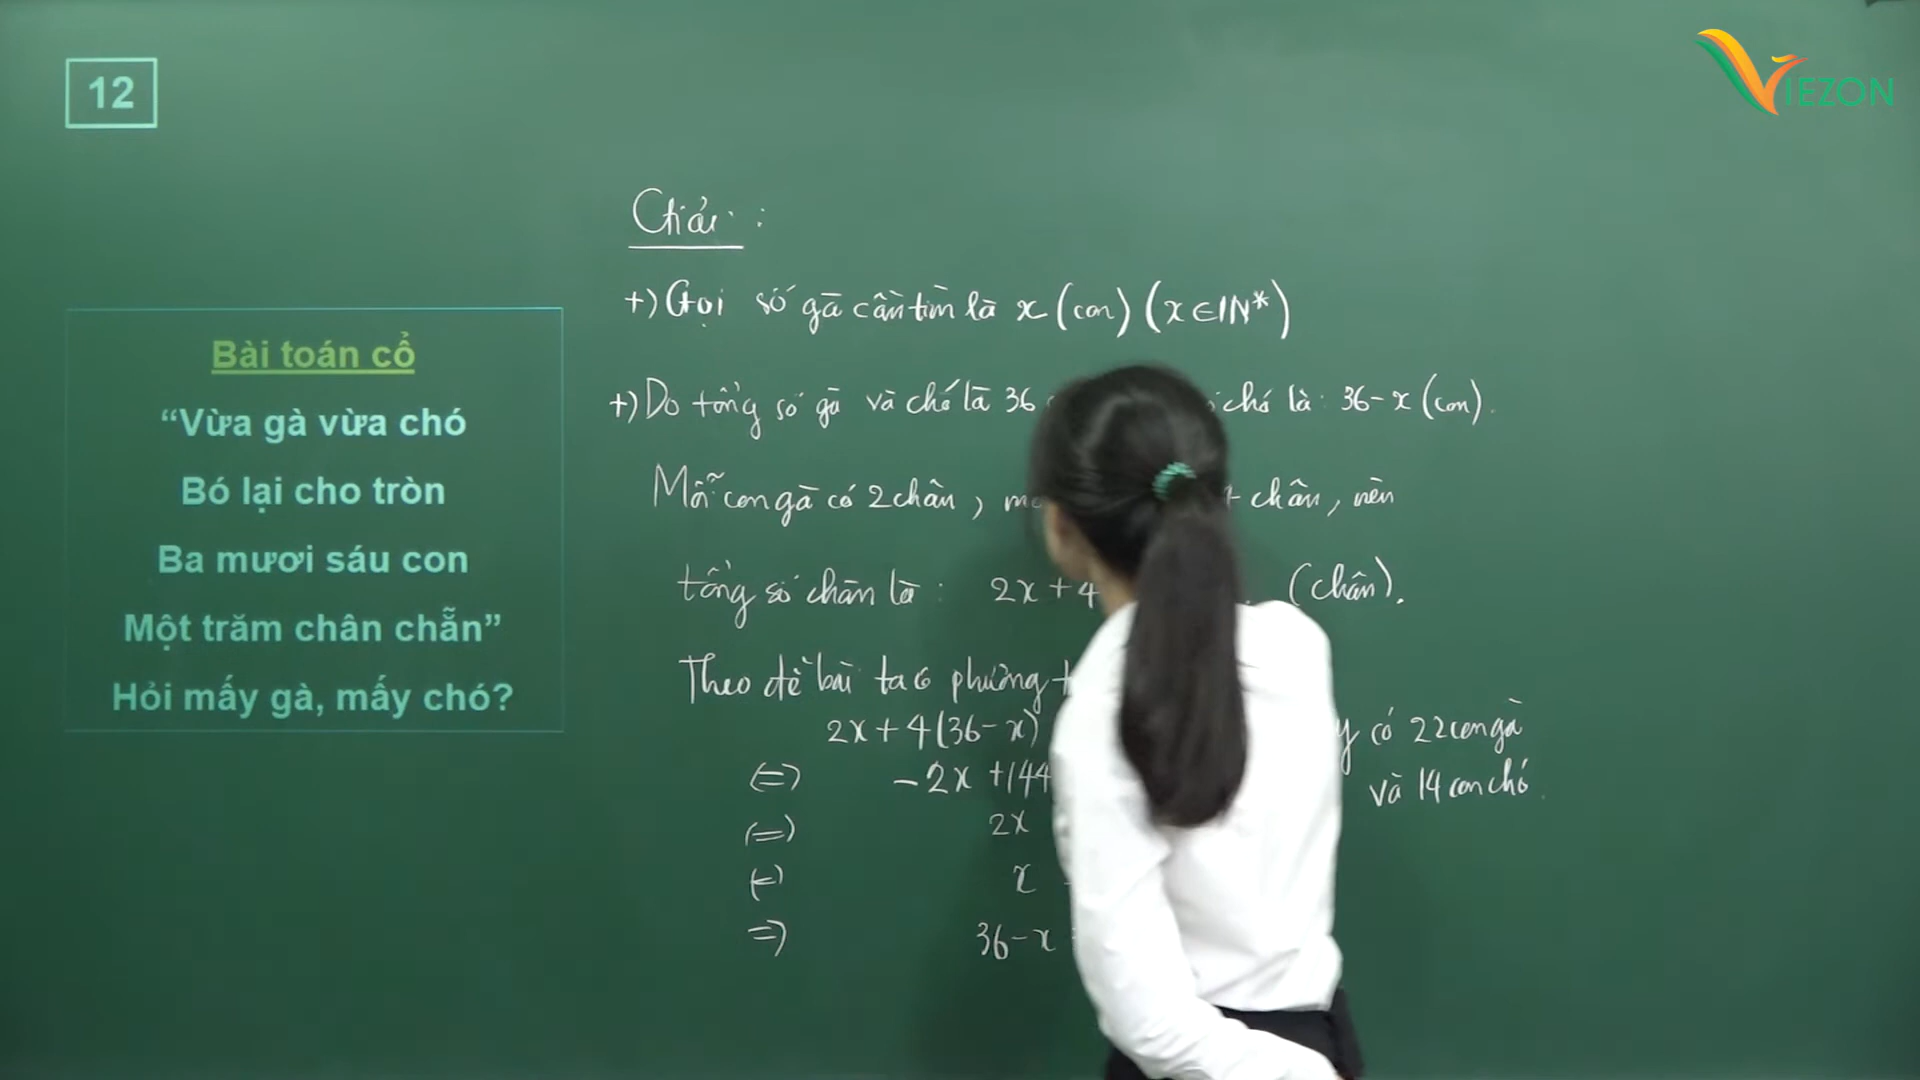 12
VIEZON
Bài toán cổ
“Vừa gà vừa chó
Bó lại cho tròn
Ba mươi sáu con
Một trăm chân chẵn”
Hỏi mấy gà, mấy chó?
Giải :
+) Gọi số gà cần tìm là x (con) (x ∈ IN*)
+) Do tổng số gà và chó là 36 chó là: 36-x (con).
Mỗi con gà có 2 chân, chân, nên
tổng số chân là : 2x + 4 (chân).
Theo đề bài ta có phương
2x + 4(36-x)
(=) -2x +144
(=) 2x
(=) x
=) 36-x
có 22 con gà
và 14 con chó.